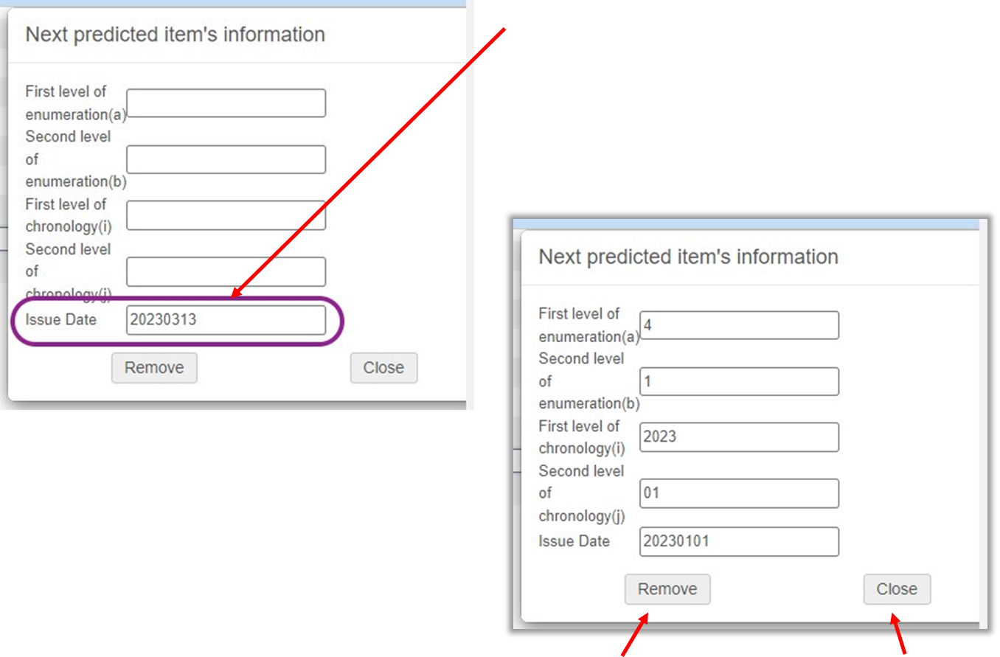 Next predicted item's information
First level of
enumeration(a)
Second level
of
enumeration(b)
First level of
chronology(i)
Second level
of
chronology(j)
Issue Date 20230313
Remove Close
Next predicted item's information
First level of
enumeration(a) 4
Second level
of 1
enumeration(b)
First level of
chronology(i) 2023
Second level
of 01
chronology(j)
Issue Date 20230101
Remove Close